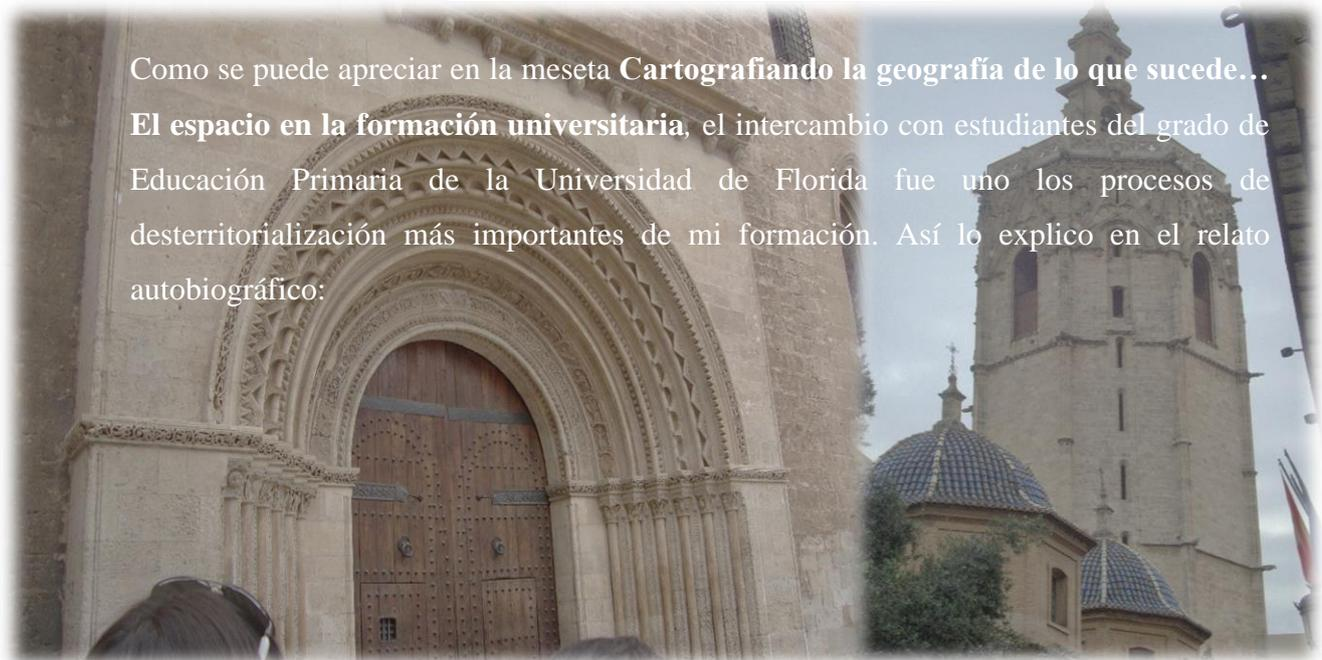 Como se puede apreciar en la meseta Cartografiando la geografía de lo que sucede…
El espacio en la formación universitaria, el intercambio con estudiantes del grado de
Educación Primaria de la Universidad de Florida fue uno los procesos de
desterritorialización más importantes de mi formación. Así lo explico en el relato
autobiográfico: